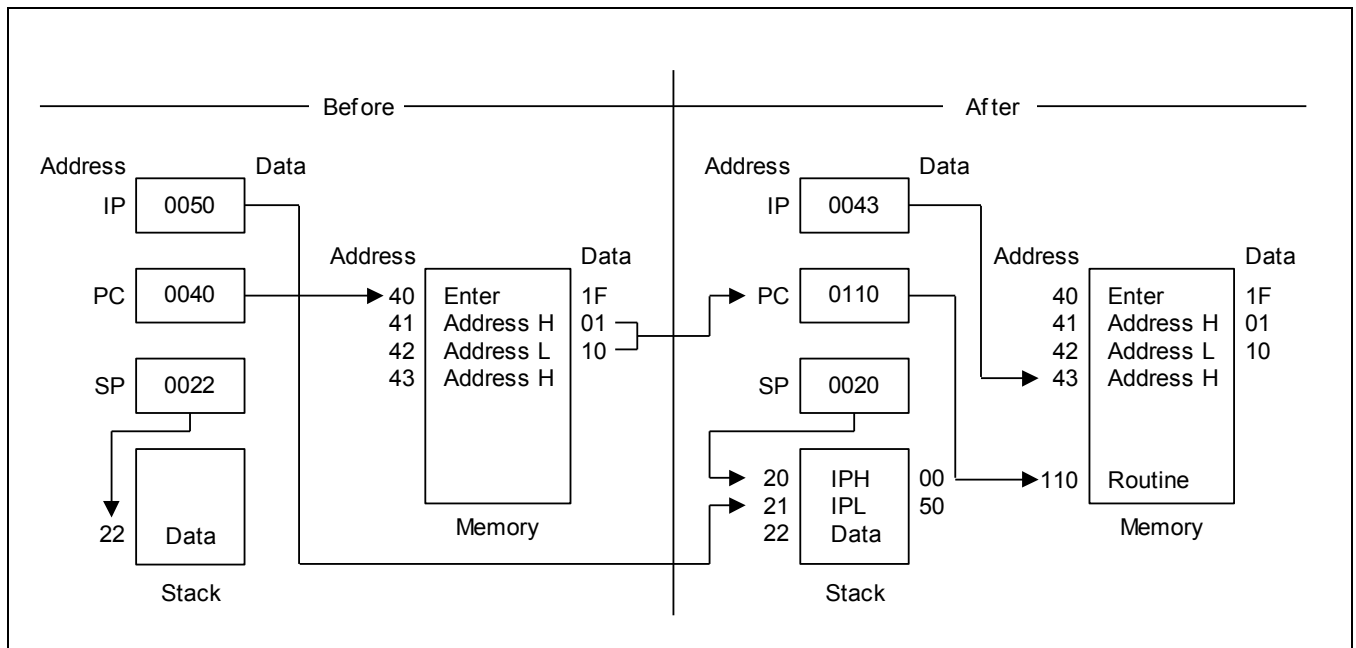 Before
Address Data
IP 0050
PC 0040
SP 0022
22 Data
Stack
Address Data
40 Enter 1F
41 Address H 01
42 Address L 10
43 Address H
Memory
After
Address Data
IP 0043
PC 0110
SP 0020
20 IPH 00
21 IPL 50
22 Data
Stack
Address Data
40 Enter 1F
41 Address H 01
42 Address L 10
43 Address H
110 Routine
Memory